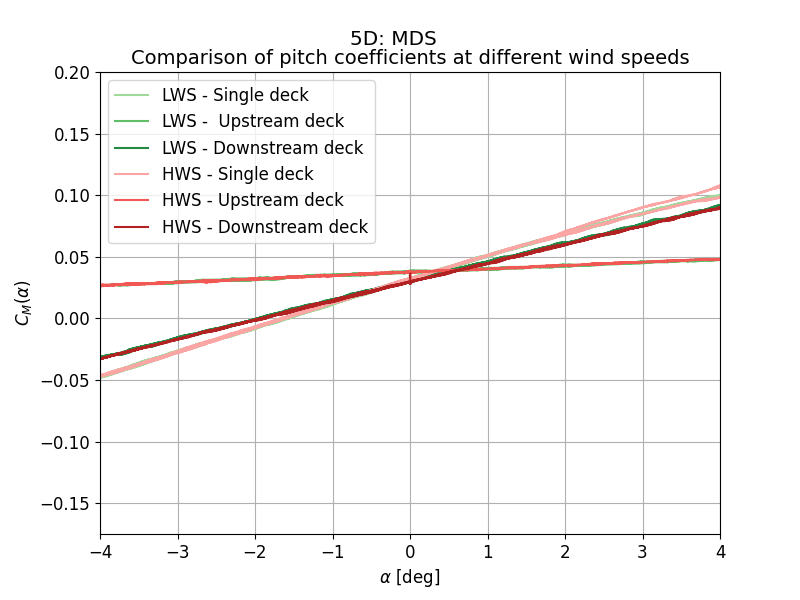 5D: MDS
Comparison of pitch coefficients at different wind speeds
0.20
0.15
0.10
0.05
0.00
−0.05
−0.10
−0.15
C_M(α)
LWS - Single deck
LWS -  Upstream deck
LWS - Downstream deck
HWS - Single deck
HWS - Upstream deck
HWS - Downstream deck
−4 −3 −2 −1 0 1 2 3 4
α [deg]